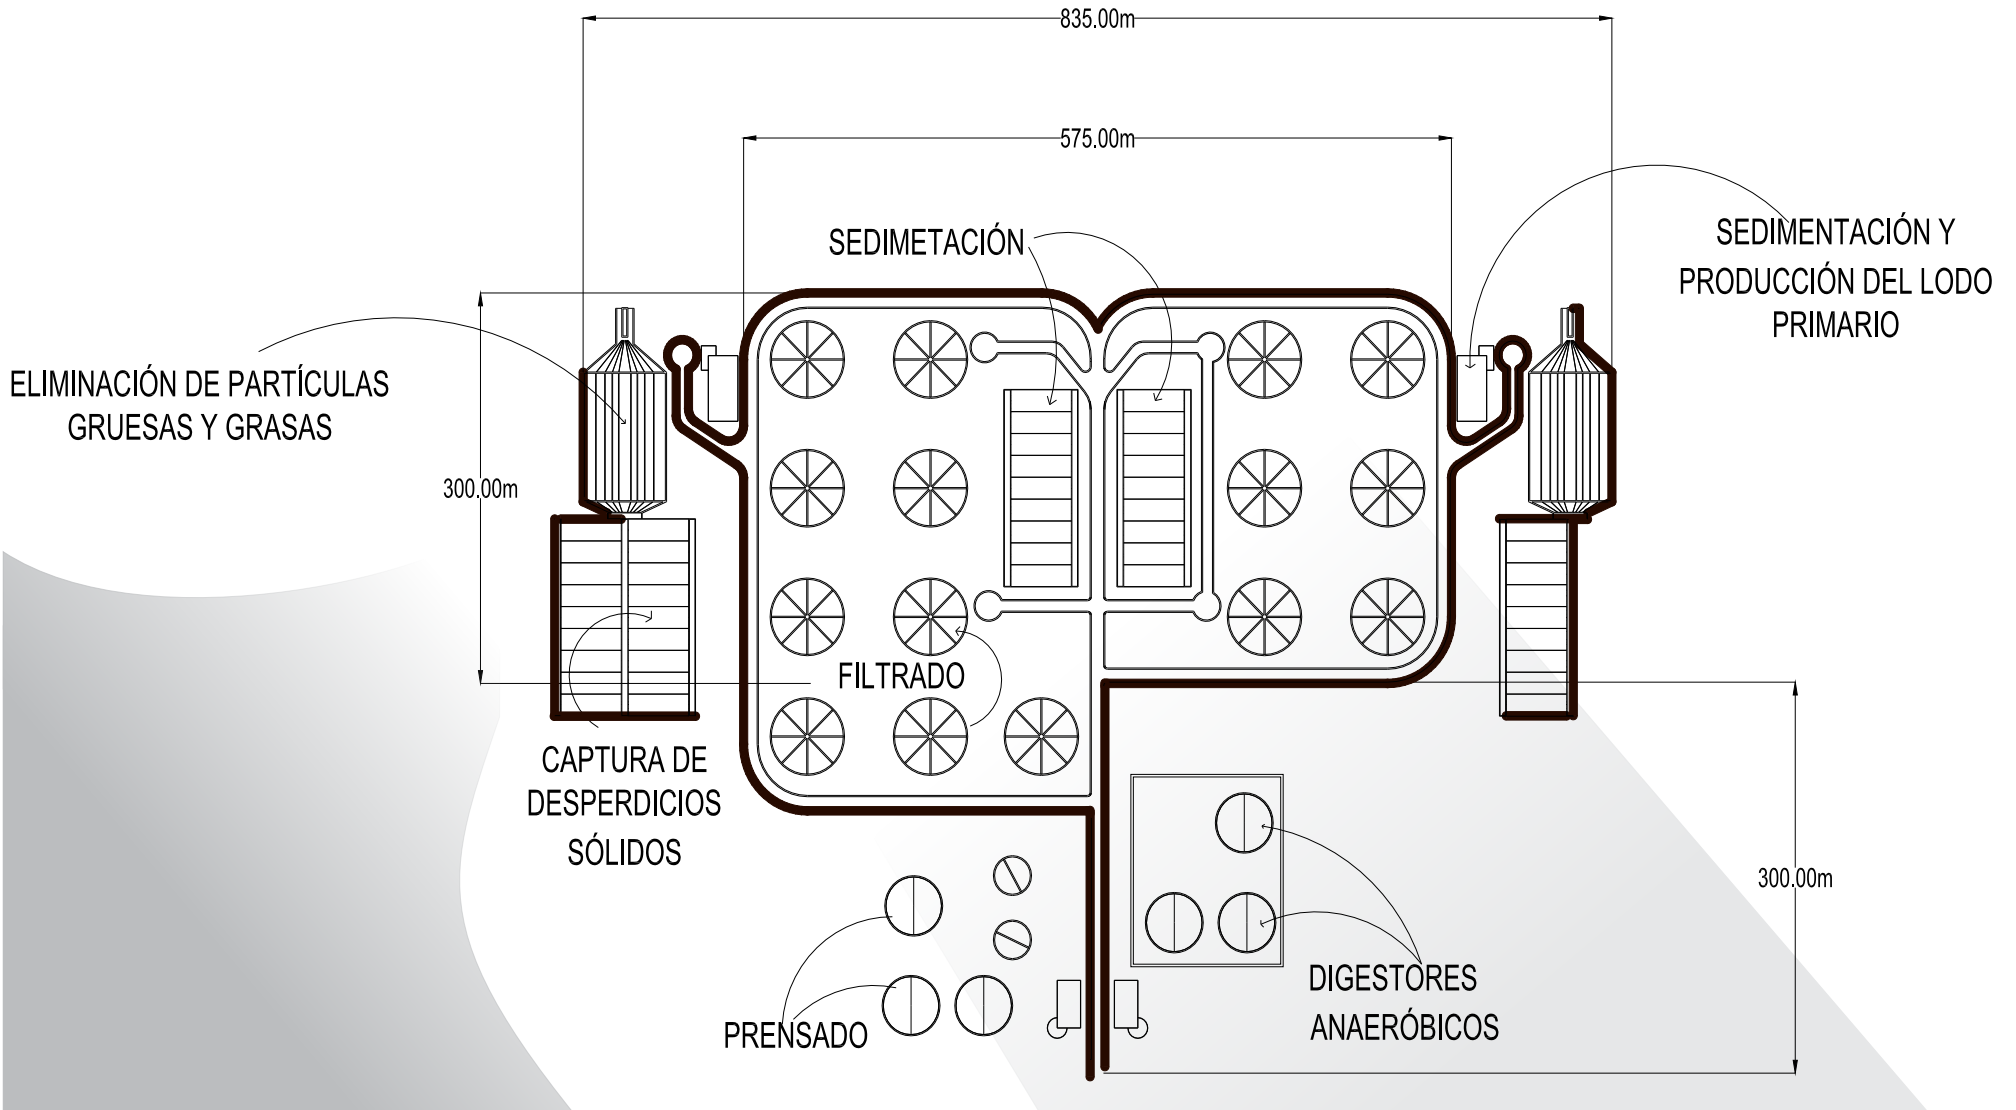 835.00m
575.00m
SEDIMETACIÓN
SEDIMENTACIÓN Y
PRODUCCIÓN DEL LODO
PRIMARIO
ELIMINACIÓN DE PARTÍCULAS
GRUESAS Y GRASAS
300.00m
FILTRADO
CAPTURA DE
DESPERDICIOS
SÓLIDOS
300.00m
DIGESTORES
ANAERÓBICOS
PRENSADO